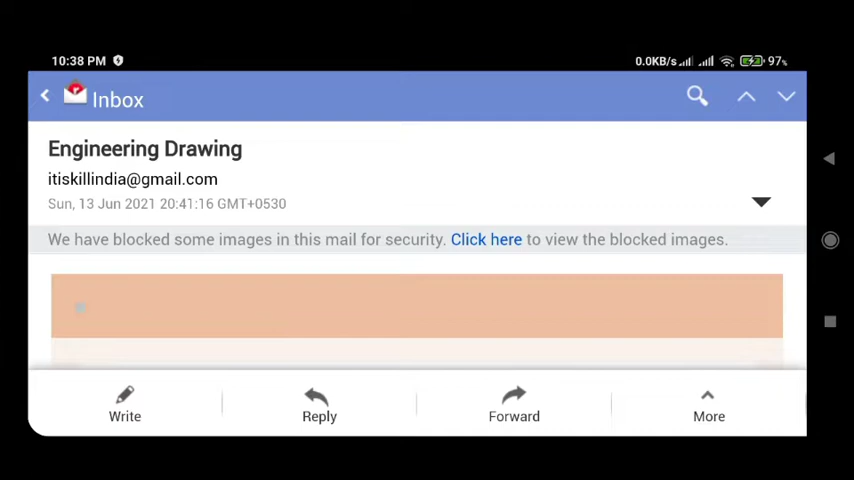 10:38 PM 0.0KB/s 97%
Inbox
Engineering Drawing
itiskillindia@gmail.com
Sun, 13 Jun 2021 20:41:16 GMT+0530
We have blocked some images in this mail for security. Click here to view the blocked images.
Write Reply Forward More